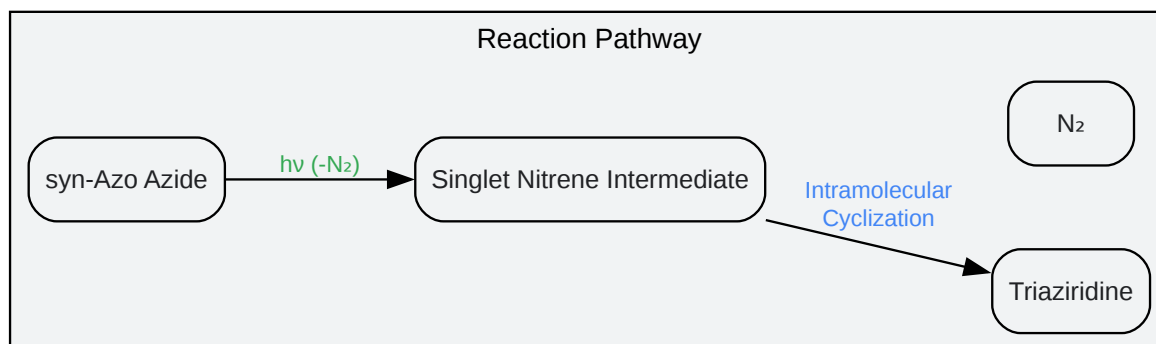 Reaction Pathway
N₂
syn-Azo Azide
hν (-N₂)
Singlet Nitrene Intermediate
Intramolecular
Cyclization
Triaziridine